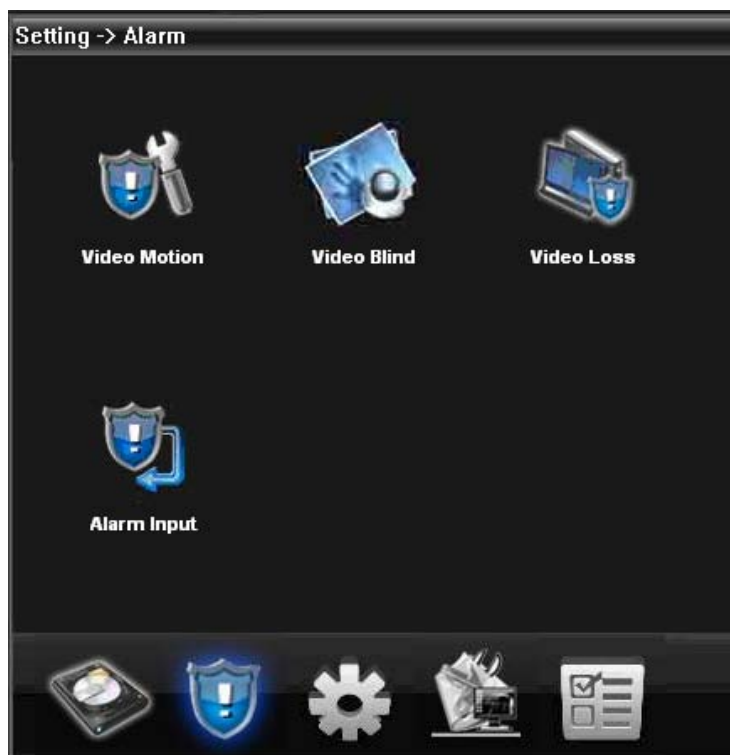 Setting -> Alarm
Video Motion
Video Blind
Video Loss
Alarm Input